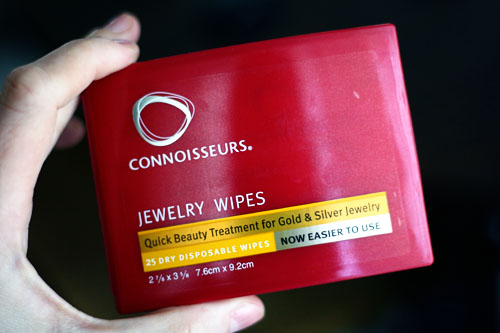 CONNOISSEURS.
JEWELRY WIPES
Quick Beauty Treatment for Gold & Silver Jewelry
25 DRY DISPOSABLE WIPES NOW EASIER TO USE
2 ⅞ x 3 ⅝ 7.6cm x 9.2cm